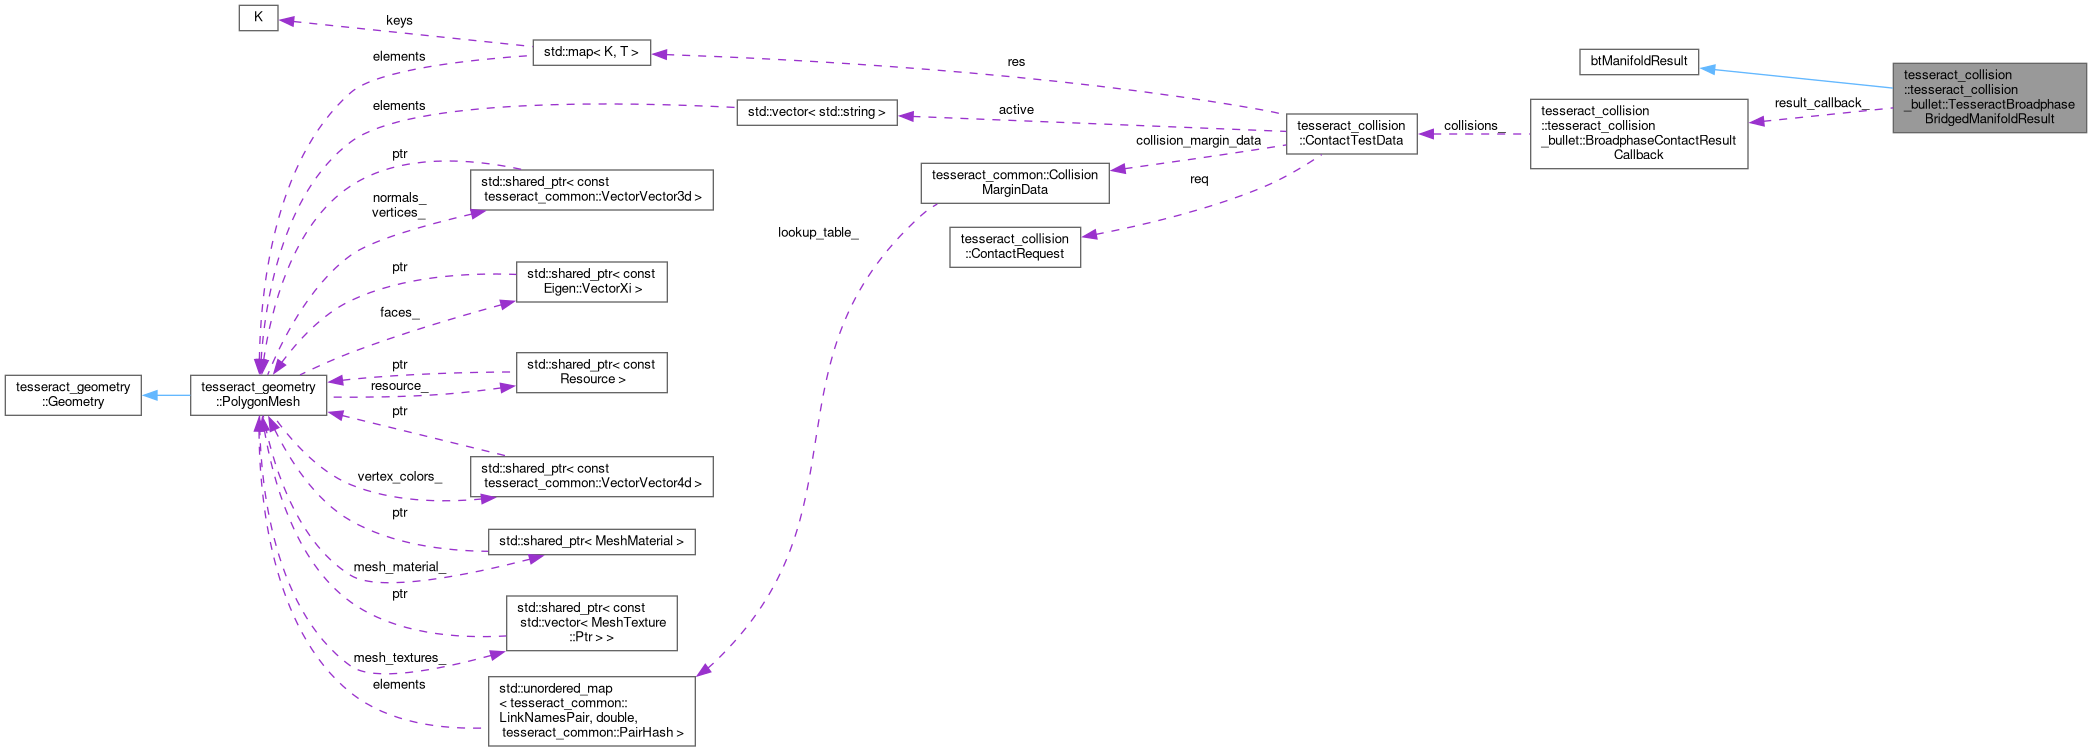 K
keys
std::map< K, T >
elements
res
btManifoldResult
tesseract_collision
::tesseract_collision
_bullet::TesseractBroadphase
BridgedManifoldResult
result_callback_
tesseract_collision
::tesseract_collision
_bullet::BroadphaseContactResult
Callback
collisions_
tesseract_collision
::ContactTestData
active
std::vector< std::string >
elements
collision_margin_data
tesseract_common::Collision
MarginData
req
tesseract_collision
::ContactRequest
lookup_table_
ptr
std::shared_ptr< const
tesseract_common::VectorVector3d >
normals_
vertices_
ptr
std::shared_ptr< const
Eigen::VectorXi >
faces_
ptr
std::shared_ptr< const
Resource >
resource_
tesseract_geometry
::Geometry
tesseract_geometry
::PolygonMesh
ptr
std::shared_ptr< const
tesseract_common::VectorVector4d >
vertex_colors_
ptr
std::shared_ptr< MeshMaterial >
mesh_material_
ptr
std::shared_ptr< const
std::vector< MeshTexture
::Ptr > >
mesh_textures_
elements
std::unordered_map
< tesseract_common::
LinkNamesPair, double,
tesseract_common::PairHash >